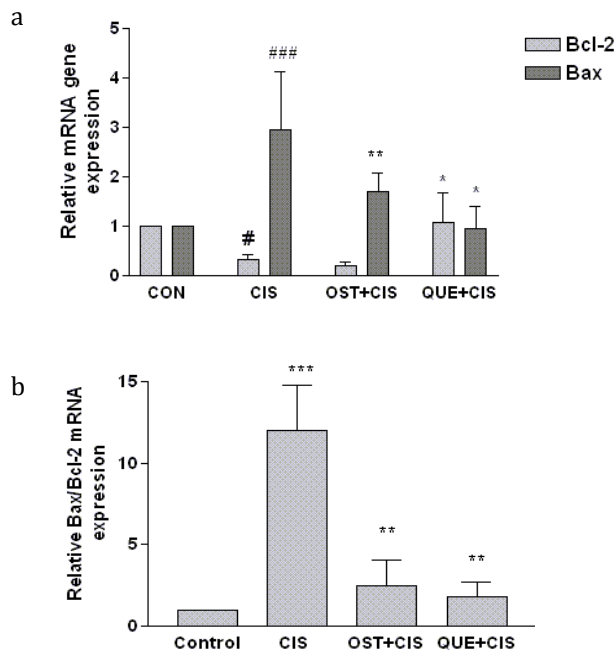 a
Relative mRNA gene
expression
5
4
3
2
1
0
###
#
**
*
*
CON CIS OST+CIS QUE+CIS
Bcl-2
Bax
b
Relative Bax/Bcl-2 mRNA
expression
15
10
5
0
***
**
**
Control CIS OST+CIS QUE+CIS